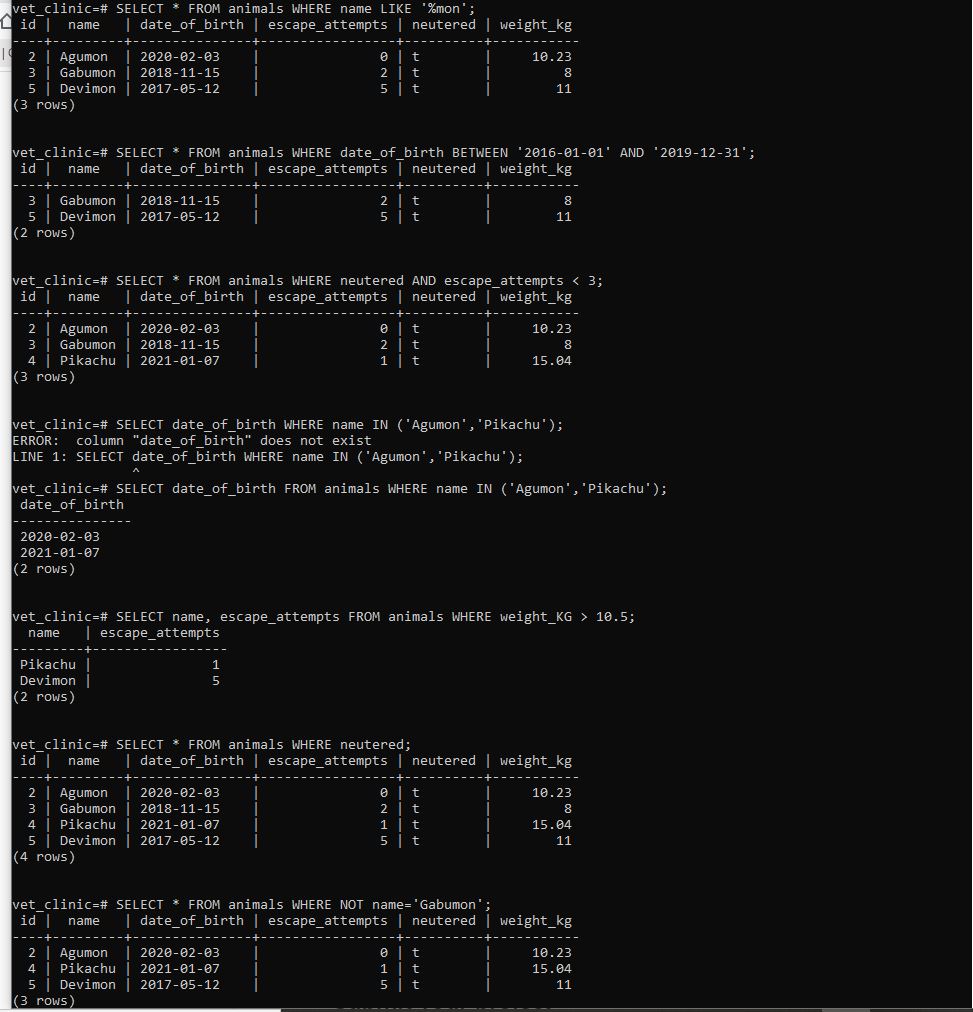 vet_clinic=# SELECT * FROM animals WHERE name LIKE '%mon';
 id |  name   | date_of_birth | escape_attempts | neutered | weight_kg
----+---------+---------------+-----------------+----------+-----------
  2 | Agumon  | 2020-02-03    |               0 | t        |     10.23
  3 | Gabumon | 2018-11-15    |               2 | t        |         8
  5 | Devimon | 2017-05-12    |               5 | t        |        11
(3 rows)

vet_clinic=# SELECT * FROM animals WHERE date_of_birth BETWEEN '2016-01-01' AND '2019-12-31';
 id |  name   | date_of_birth | escape_attempts | neutered | weight_kg
----+---------+---------------+-----------------+----------+-----------
  3 | Gabumon | 2018-11-15    |               2 | t        |         8
  5 | Devimon | 2017-05-12    |               5 | t        |        11
(2 rows)

vet_clinic=# SELECT * FROM animals WHERE neutered AND escape_attempts < 3;
 id |  name   | date_of_birth | escape_attempts | neutered | weight_kg
----+---------+---------------+-----------------+----------+-----------
  2 | Agumon  | 2020-02-03    |               0 | t        |     10.23
  3 | Gabumon | 2018-11-15    |               2 | t        |         8
  4 | Pikachu | 2021-01-07    |               1 | t        |     15.04
(3 rows)

vet_clinic=# SELECT date_of_birth WHERE name IN ('Agumon','Pikachu');
ERROR:  column "date_of_birth" does not exist
LINE 1: SELECT date_of_birth WHERE name IN ('Agumon','Pikachu');
               ^
vet_clinic=# SELECT date_of_birth FROM animals WHERE name IN ('Agumon','Pikachu');
 date_of_birth
---------------
 2020-02-03
 2021-01-07
(2 rows)

vet_clinic=# SELECT name, escape_attempts FROM animals WHERE weight_KG > 10.5;
  name   | escape_attempts
---------+-----------------
 Pikachu |               1
 Devimon |               5
(2 rows)

vet_clinic=# SELECT * FROM animals WHERE neutered;
 id |  name   | date_of_birth | escape_attempts | neutered | weight_kg
----+---------+---------------+-----------------+----------+-----------
  2 | Agumon  | 2020-02-03    |               0 | t        |     10.23
  3 | Gabumon | 2018-11-15    |               2 | t        |         8
  4 | Pikachu | 2021-01-07    |               1 | t        |     15.04
  5 | Devimon | 2017-05-12    |               5 | t        |        11
(4 rows)

vet_clinic=# SELECT * FROM animals WHERE NOT name='Gabumon';
 id |  name   | date_of_birth | escape_attempts | neutered | weight_kg
----+---------+---------------+-----------------+----------+-----------
  2 | Agumon  | 2020-02-03    |               0 | t        |     10.23
  4 | Pikachu | 2021-01-07    |               1 | t        |     15.04
  5 | Devimon | 2017-05-12    |               5 | t        |        11
(3 rows)